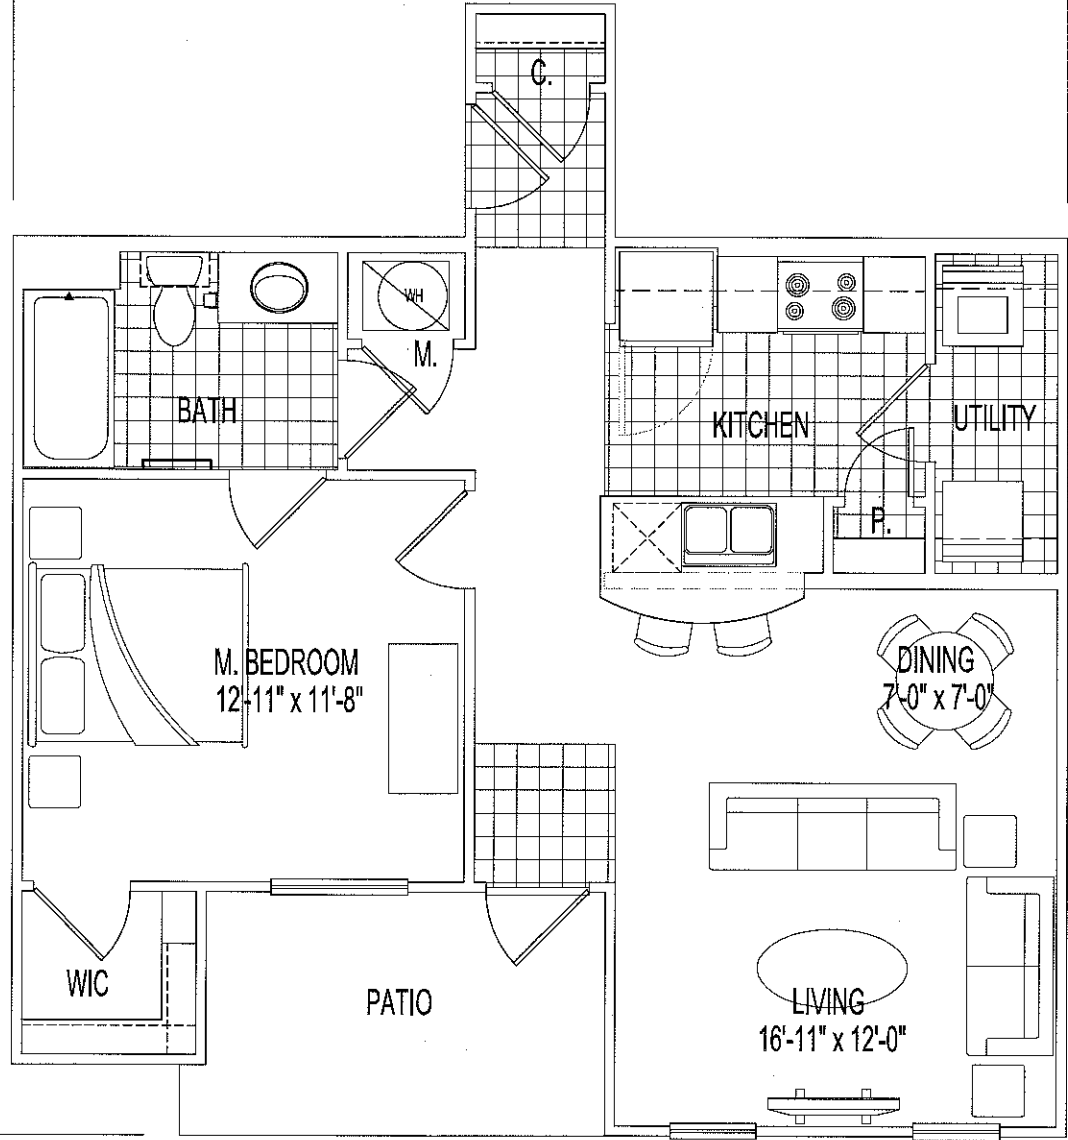 C.
WH
M.
BATH
KITCHEN
UTILITY
P.
M. BEDROOM
12'-11" x 11'-8"
DINING
7'-0" x 7'-0"
WIC
PATIO
LIVING
16'-11" x 12'-0"